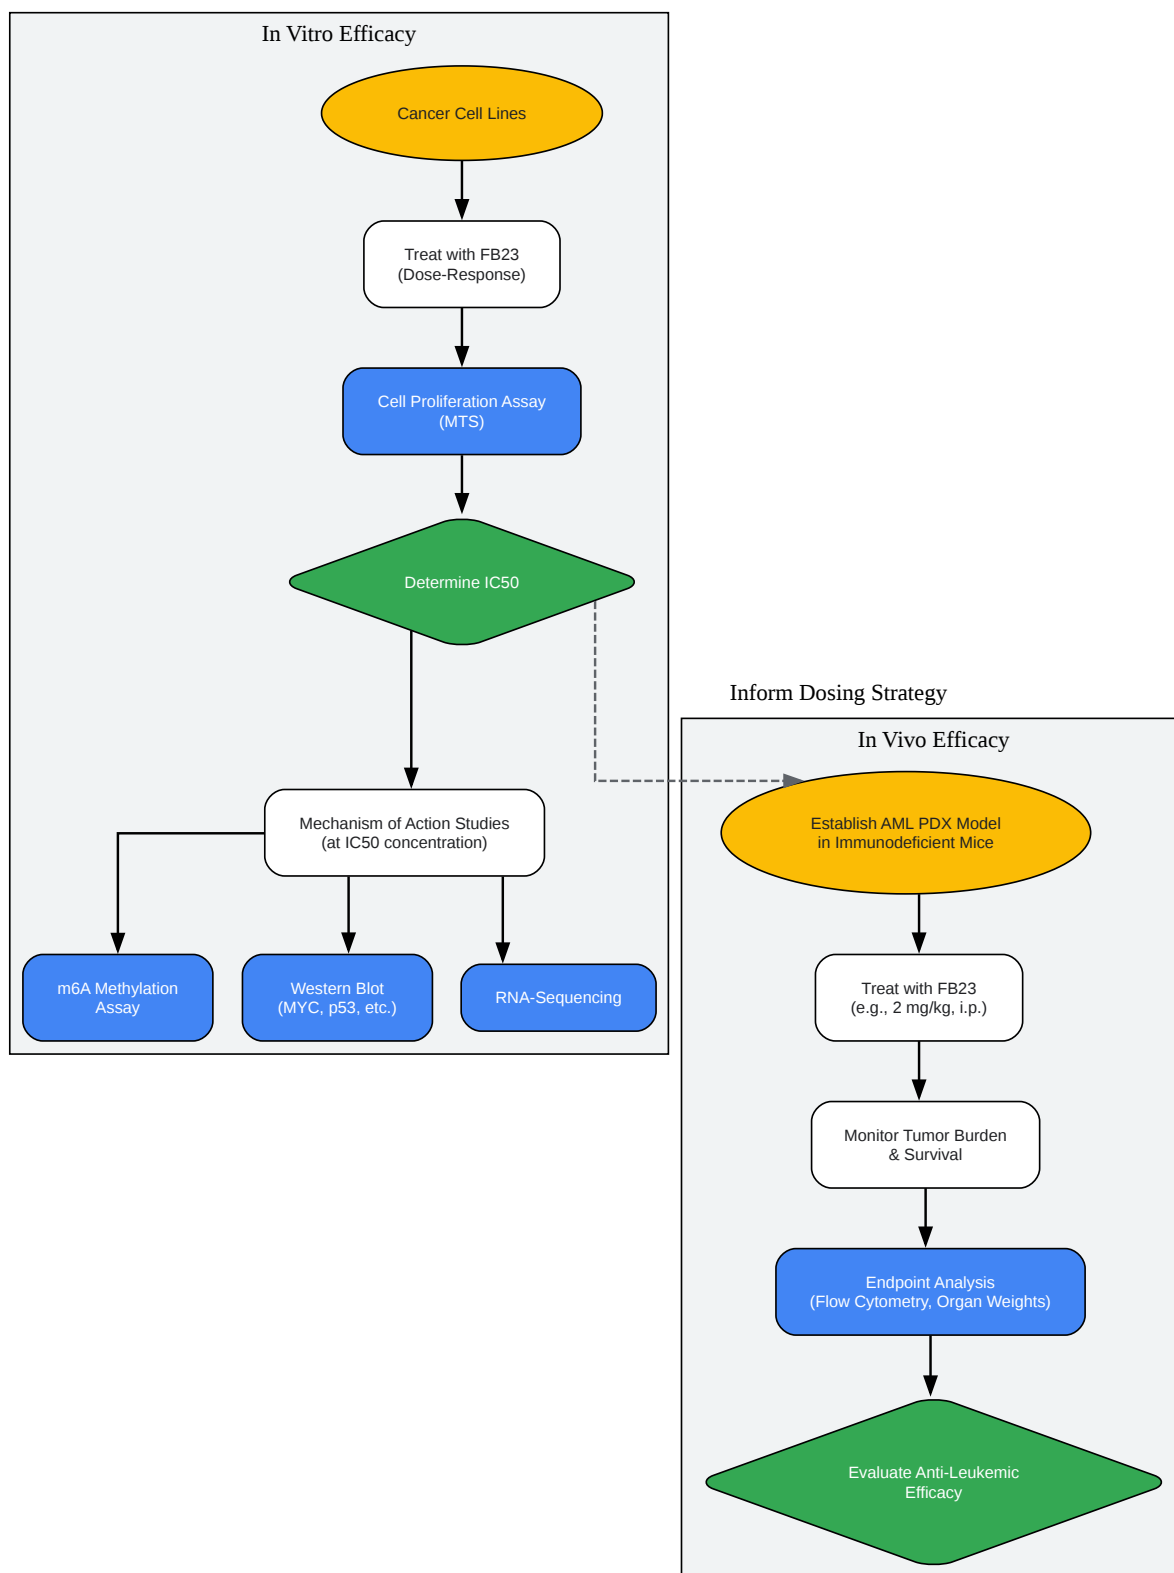 In Vitro Efficacy
Cancer Cell Lines
Treat with FB23
(Dose-Response)
Cell Proliferation Assay
(MTS)
Determine IC50
Mechanism of Action Studies
(at IC50 concentration)
m6A Methylation
Assay
Western Blot
(MYC, p53, etc.)
RNA-Sequencing
Inform Dosing Strategy
In Vivo Efficacy
Establish AML PDX Model
in Immunodeficient Mice
Treat with FB23
(e.g., 2 mg/kg, i.p.)
Monitor Tumor Burden
& Survival
Endpoint Analysis
(Flow Cytometry, Organ Weights)
Evaluate Anti-Leukemic
Efficacy